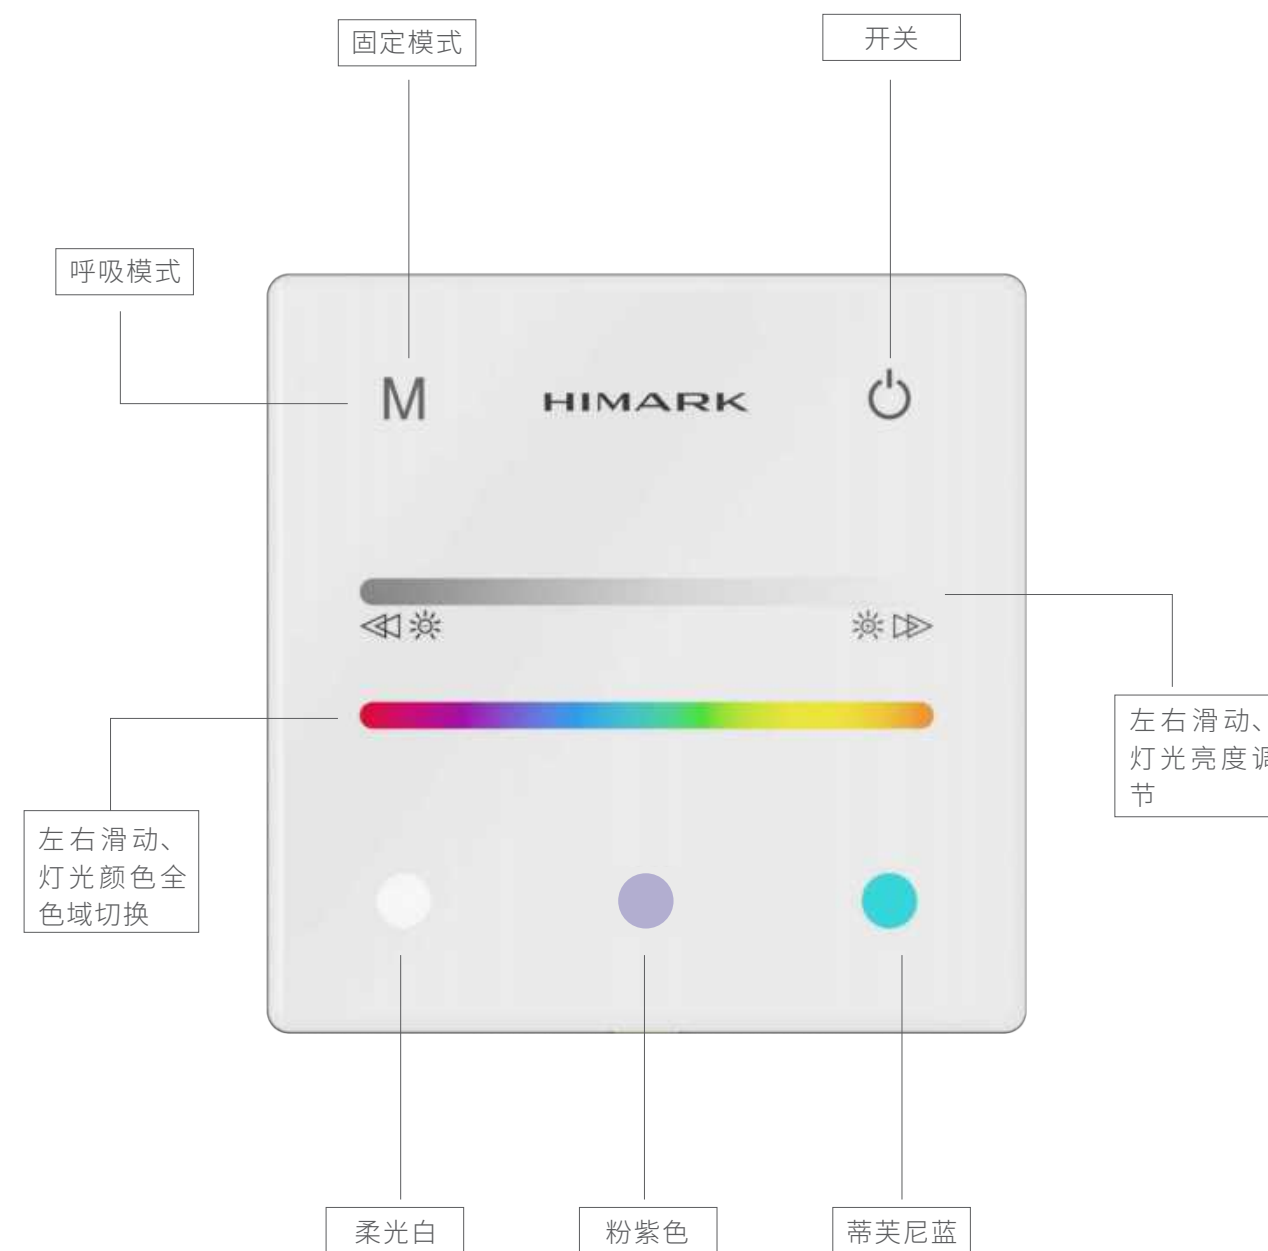 固定模式
开关
呼吸模式
M
HIMARK
左右滑动、
灯光亮度调
节
左右滑动、
灯光颜色全
色域切换
柔光白
粉紫色
蒂芙尼蓝